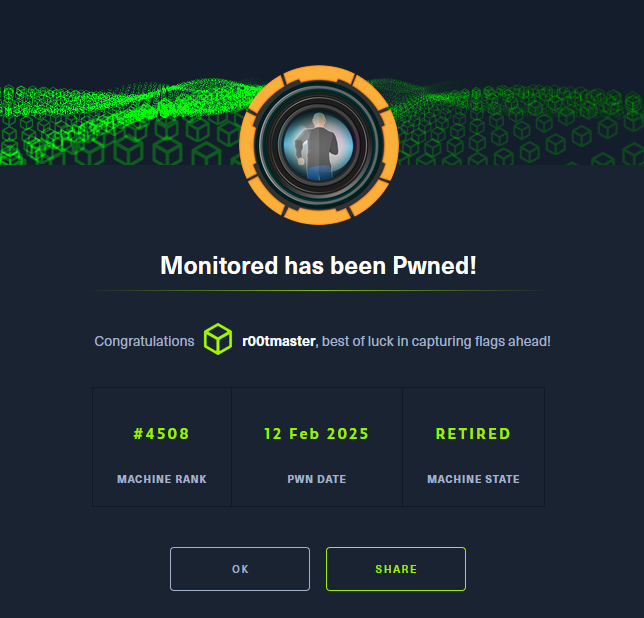 Monitored has been Pwned!
Congratulations r00tmaster, best of luck in capturing flags ahead!
#4508 12 Feb 2025 RETIRED
MACHINE RANK PWN DATE MACHINE STATE
OK SHARE